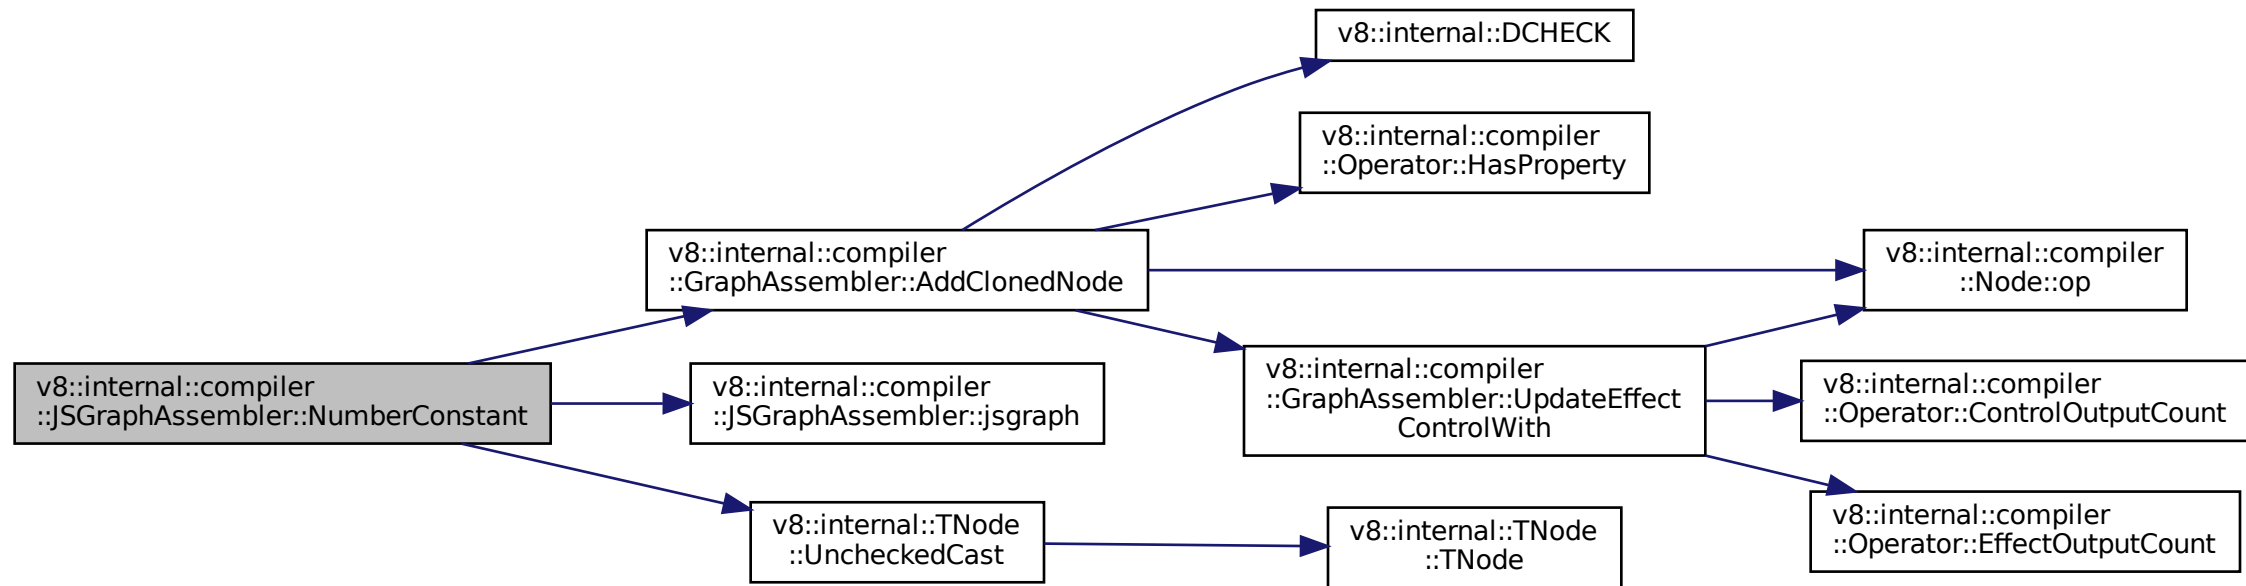 v8::internal::compiler
::JSGraphAssembler::NumberConstant
v8::internal::compiler
::GraphAssembler::AddClonedNode
v8::internal::DCHECK
v8::internal::compiler
::Operator::HasProperty
v8::internal::compiler
::Node::op
v8::internal::compiler
::GraphAssembler::UpdateEffect
ControlWith
v8::internal::compiler
::Operator::ControlOutputCount
v8::internal::compiler
::Operator::EffectOutputCount
v8::internal::compiler
::JSGraphAssembler::jsgraph
v8::internal::TNode
::UncheckedCast
v8::internal::TNode
::TNode